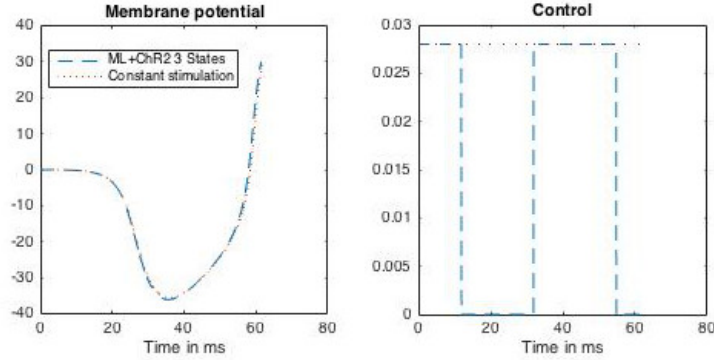 Membrane potential
40
30
20
10
0
-10
-20
-30
-40
ML+ChR2 3 States
Constant stimulation
0 20 40 60 80
Time in ms
Control
0.03
0.025
0.02
0.015
0.01
0.005
0
0 20 40 60 80
Time in ms